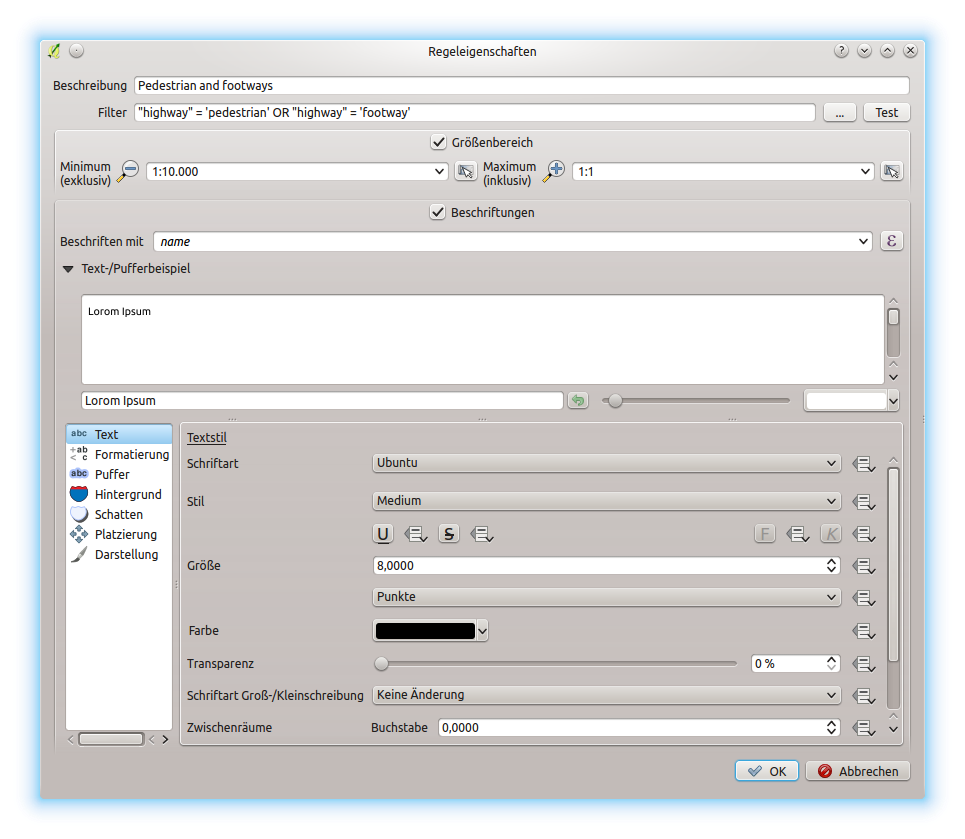 Regeleigenschaften
Beschreibung Pedestrian and footways
Filter "highway" = 'pedestrian' OR "highway" = 'footway' ... Test
Größenbereich
Minimum (exklusiv) 1:10.000 Maximum (inklusiv) 1:1
Beschriftungen
Beschriften mit name ε
Text-/Pufferbeispiel
Lorom Ipsum
Lorom Ipsum
abc Text
+ab < c Formatierung
abc Puffer
Hintergrund
Schatten
Platzierung
Darstellung
Textstil
Schriftart Ubuntu
Stil Medium
U S F K
Größe 8,0000
Punkte
Farbe
Transparenz 0 %
Schriftart Groß-/Kleinschreibung Keine Änderung
Zwischenräume Buchstabe 0,0000
OK Abbrechen